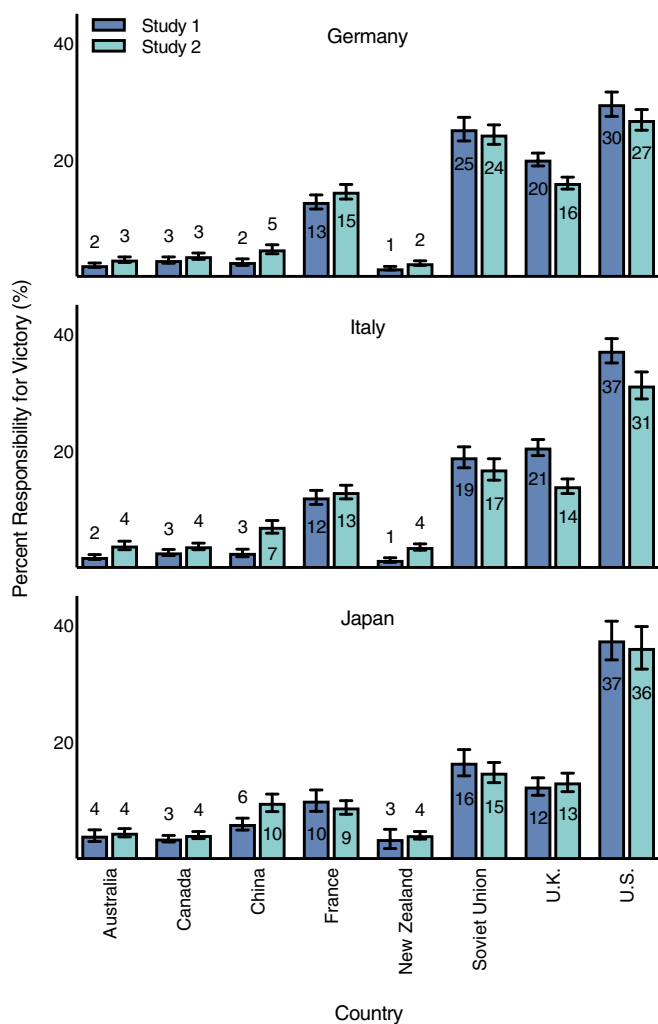 Study 1
Study 2
Germany
40
20
2 3 3 3 2 5 13 15 1 2 25 24 20 16 30 27
Italy
40
20
2 4 3 4 3 7 12 13 1 4 19 17 21 14 37 31
Japan
40
20
4 4 3 4 6 10 10 9 3 4 16 15 12 13 37 36
Percent Responsibility for Victory (%)
Australia
Canada
China
France
New Zealand
Soviet Union
U.K.
U.S.
Country